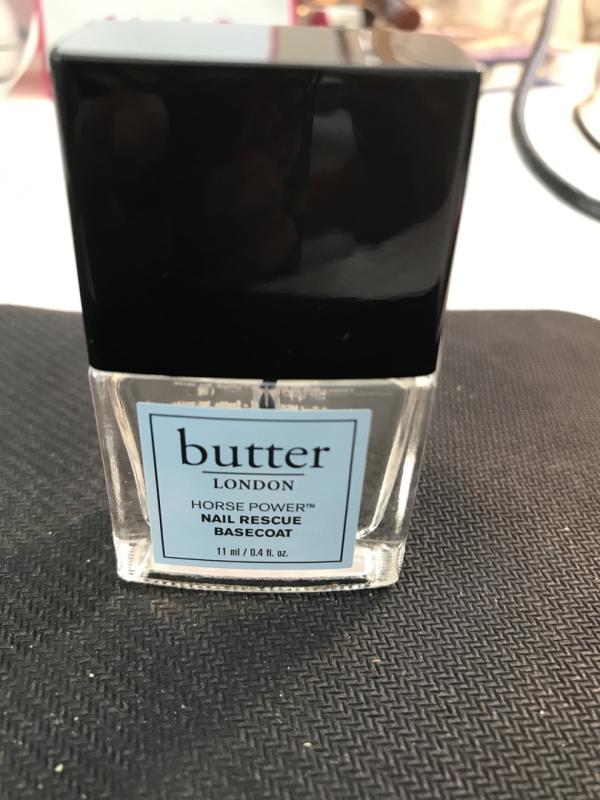 butter
LONDON
HORSE POWER™
NAIL RESCUE
BASECOAT
11 ml / 0.4 fl. oz.